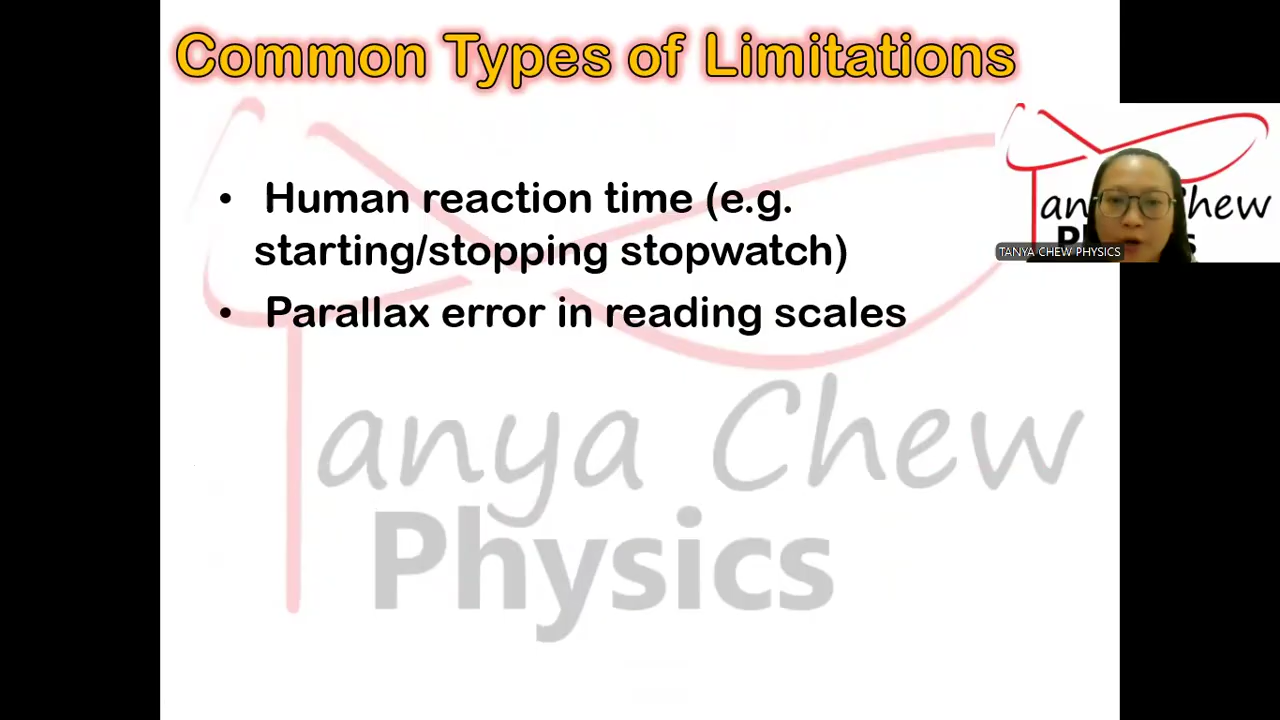 Common Types of Limitations
• Human reaction time (e.g.
starting/stopping stopwatch)
• Parallax error in reading scales
Tanya Chew
Physics
TANYA CHEW PHYSICS